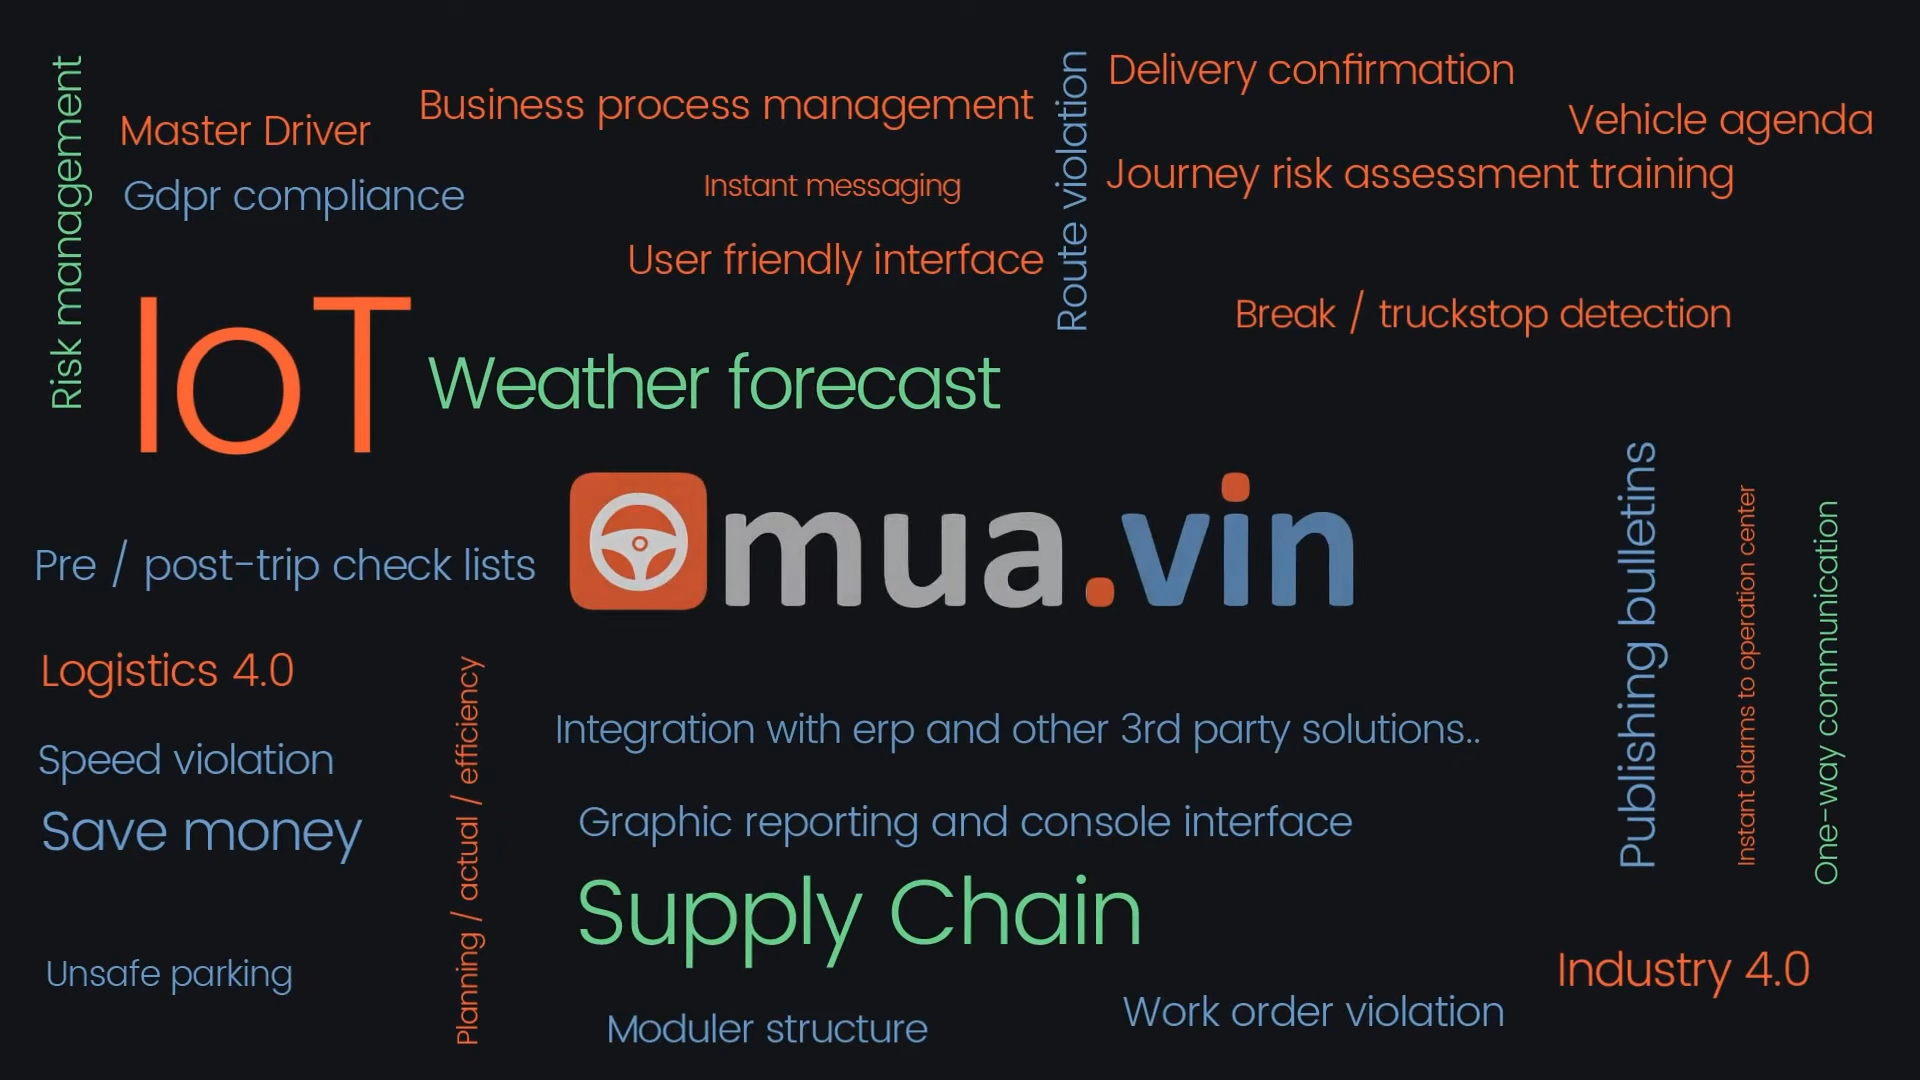 Risk management
Master Driver
Gdpr compliance
Business process management
Instant messaging
User friendly interface
Route violation
Delivery confirmation
Vehicle agenda
Journey risk assessment training
Break / truckstop detection
IoT
Weather forecast
mua.vin
Pre / post-trip check lists
Logistics 4.0
Speed violation
Save money
Unsafe parking
Planning / actual / efficiency
Integration with erp and other 3rd party solutions..
Graphic reporting and console interface
Supply Chain
Moduler structure
Work order violation
Industry 4.0
Publishing bulletins
Instant alarms to operation center
One-way communication